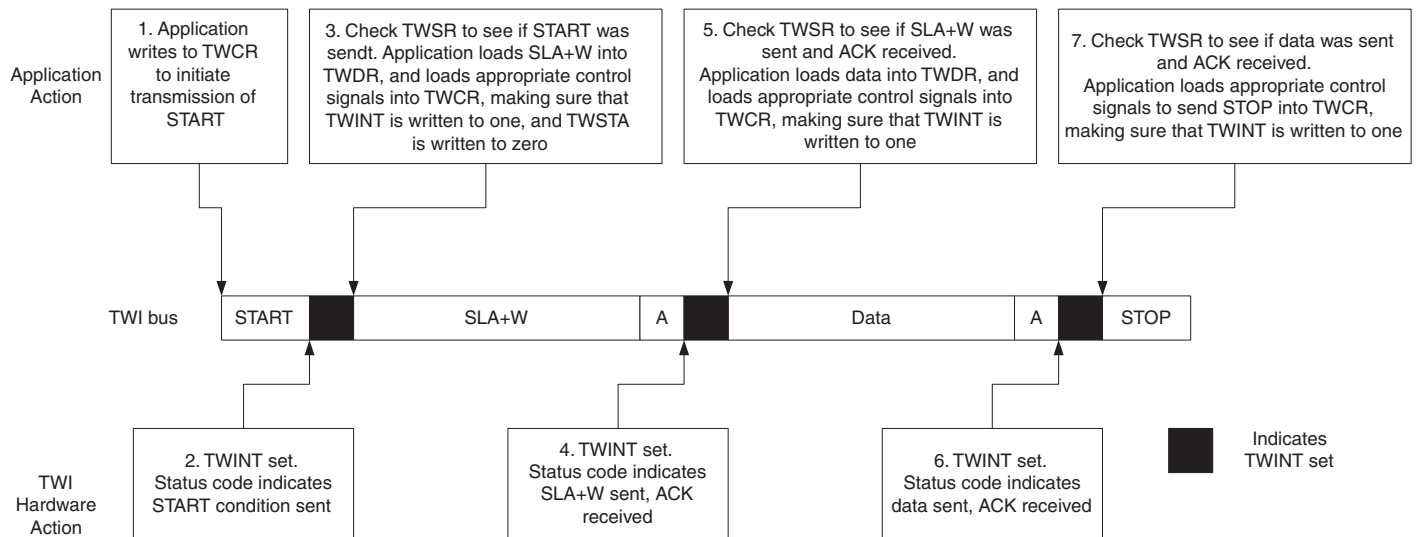 Application
Action
1. Application
writes to TWCR
to initiate
transmission of
START
3. Check TWSR to see if START was
sendt. Application loads SLA+W into
TWDR, and loads appropriate control
signals into TWCR, making sure that
TWINT is written to one, and TWSTA
is written to zero
5. Check TWSR to see if SLA+W was
sent and ACK received.
Application loads data into TWDR, and
loads appropriate control signals into
TWCR, making sure that TWINT is
written to one
7. Check TWSR to see if data was sent
and ACK received.
Application loads appropriate control
signals to send STOP into TWCR,
making sure that TWINT is written to one
TWI bus
START
SLA+W
A
Data
A
STOP
TWI
Hardware
Action
2. TWINT set.
Status code indicates
START condition sent
4. TWINT set.
Status code indicates
SLA+W sent, ACK
received
6. TWINT set.
Status code indicates
data sent, ACK received
Indicates
TWINT set